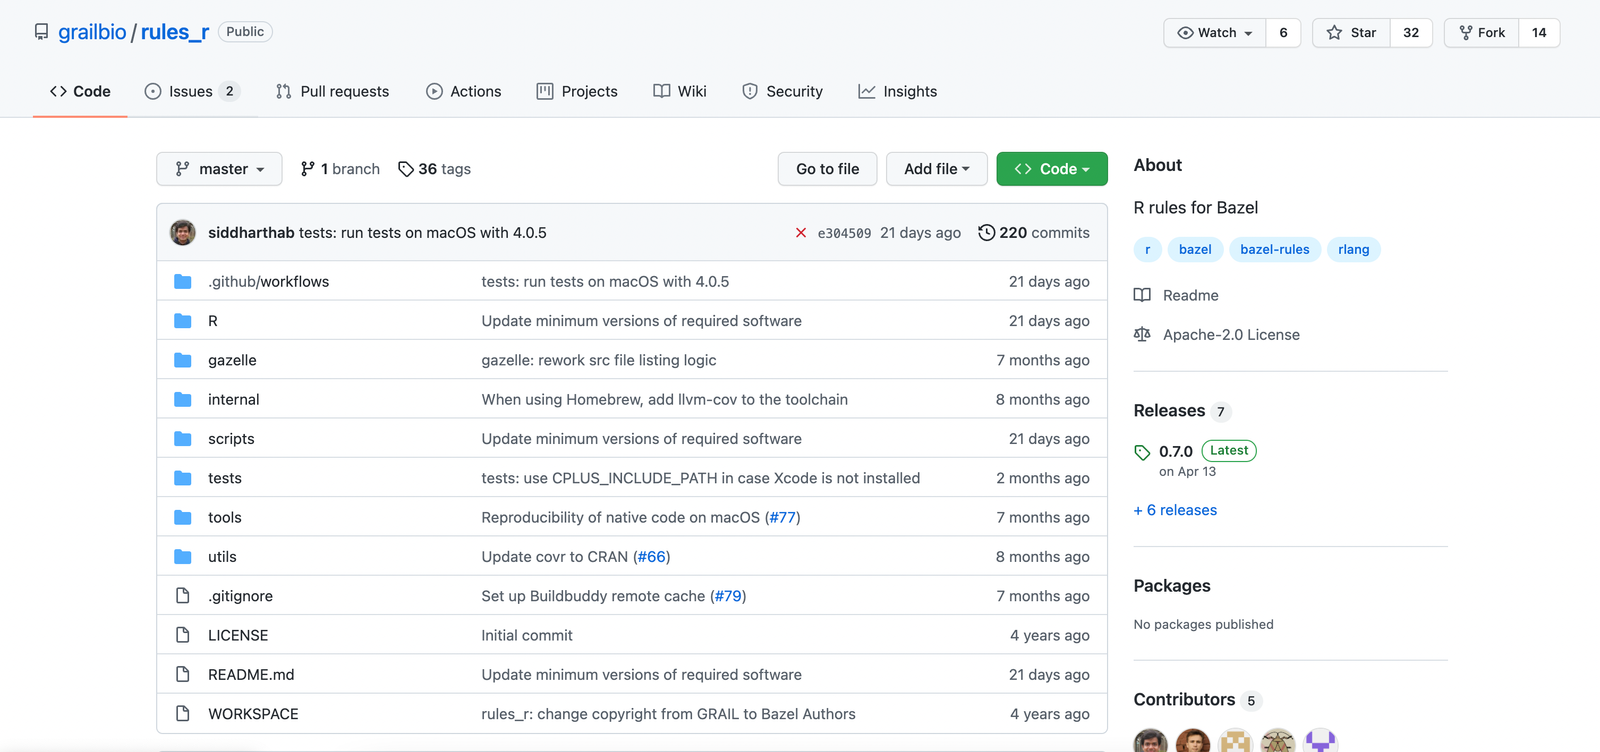 grailbio / rules_r Public
Watch 6 Star 32 Fork 14
Code Issues 2 Pull requests Actions Projects Wiki Security Insights
master 1 branch 36 tags Go to file Add file Code
siddharthab tests: run tests on macOS with 4.0.5 e304509 21 days ago 220 commits
.github/workflows tests: run tests on macOS with 4.0.5 21 days ago
R Update minimum versions of required software 21 days ago
gazelle gazelle: rework src file listing logic 7 months ago
internal When using Homebrew, add llvm-cov to the toolchain 8 months ago
scripts Update minimum versions of required software 21 days ago
tests tests: use CPLUS_INCLUDE_PATH in case Xcode is not installed 2 months ago
tools Reproducibility of native code on macOS (#77) 7 months ago
utils Update covr to CRAN (#66) 8 months ago
.gitignore Set up Buildbuddy remote cache (#79) 7 months ago
LICENSE Initial commit 4 years ago
README.md Update minimum versions of required software 21 days ago
WORKSPACE rules_r: change copyright from GRAIL to Bazel Authors 4 years ago
About
R rules for Bazel
r bazel bazel-rules rlang
Readme
Apache-2.0 License
Releases 7
0.7.0 Latest
on Apr 13
+ 6 releases
Packages
No packages published
Contributors 5